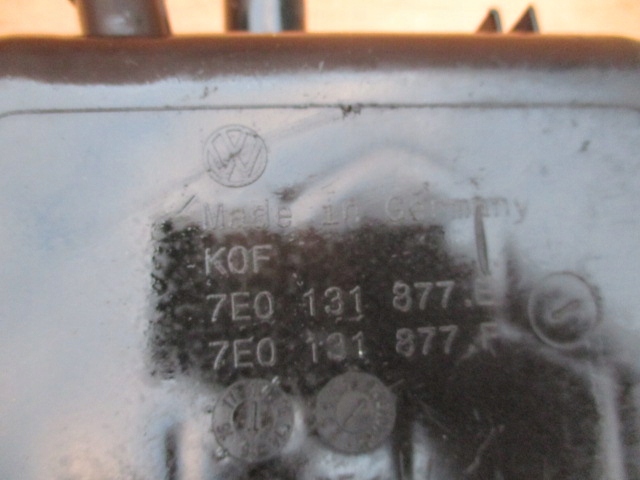 Made in Germany
KOF
7E0 131 877.E
7E0 131 877 F